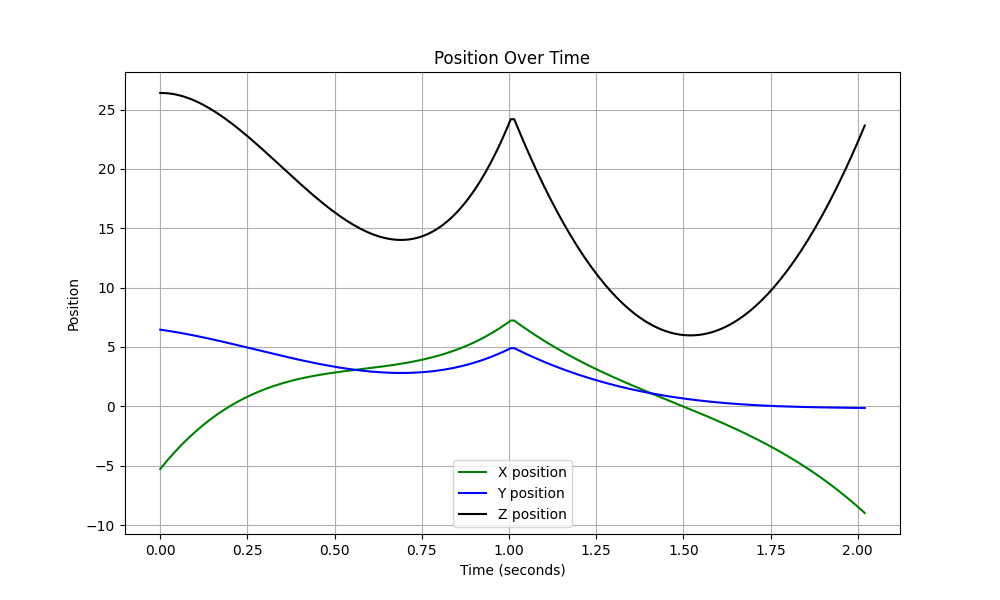 Position Over Time
Position
25
20
15
10
5
0
−5
−10
X position
Y position
Z position
0.00 0.25 0.50 0.75 1.00 1.25 1.50 1.75 2.00
Time (seconds)